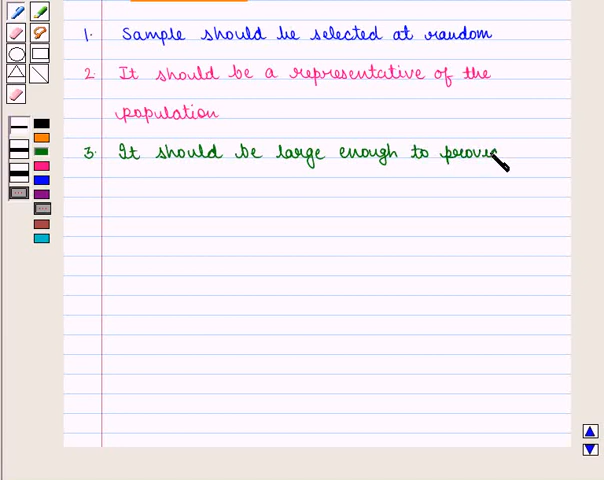 1. Sample should be selected at random
2. It should be a representative of the
population
3. It should be large enough to provi